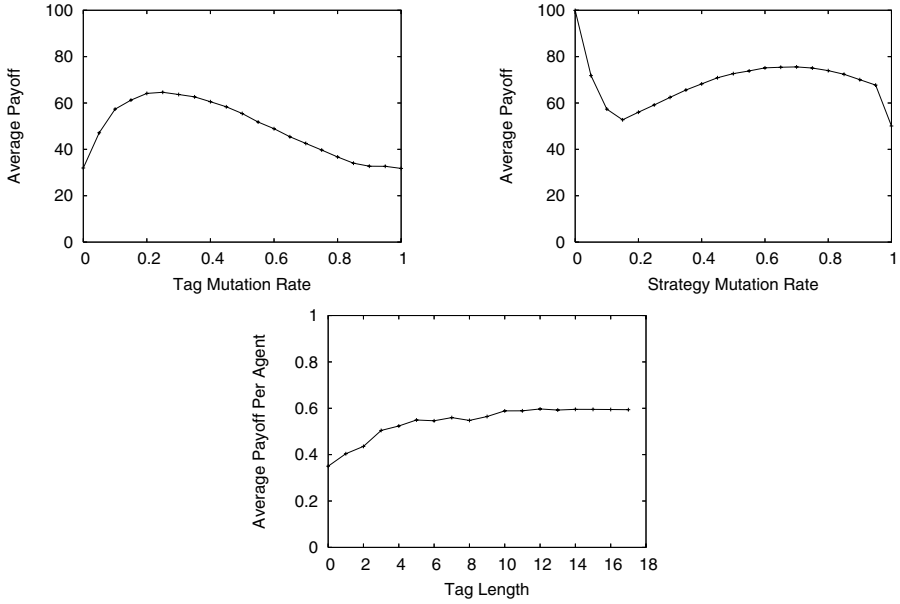 100
80
60
40
20
0
Average Payoff
0 0.2 0.4 0.6 0.8 1
Tag Mutation Rate
100
80
60
40
20
0
Average Payoff
0 0.2 0.4 0.6 0.8 1
Strategy Mutation Rate
1
0.8
0.6
0.4
0.2
0
Average Payoff Per Agent
0 2 4 6 8 10 12 14 16 18
Tag Length